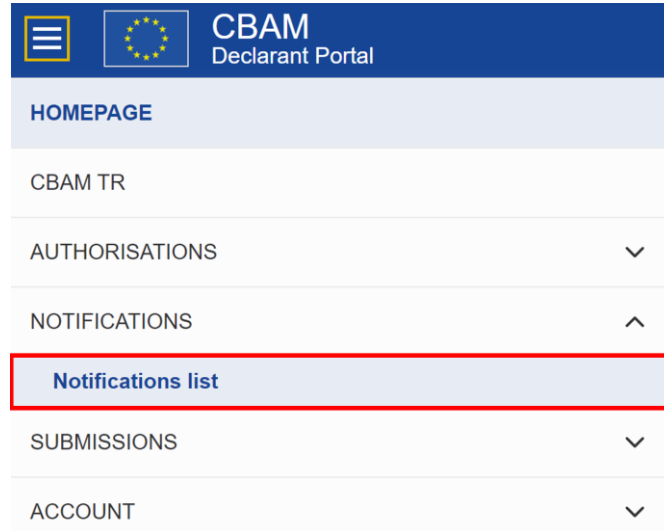 CBAM
Declarant Portal
HOMEPAGE
CBAM TR
AUTHORISATIONS
NOTIFICATIONS
Notifications list
SUBMISSIONS
ACCOUNT